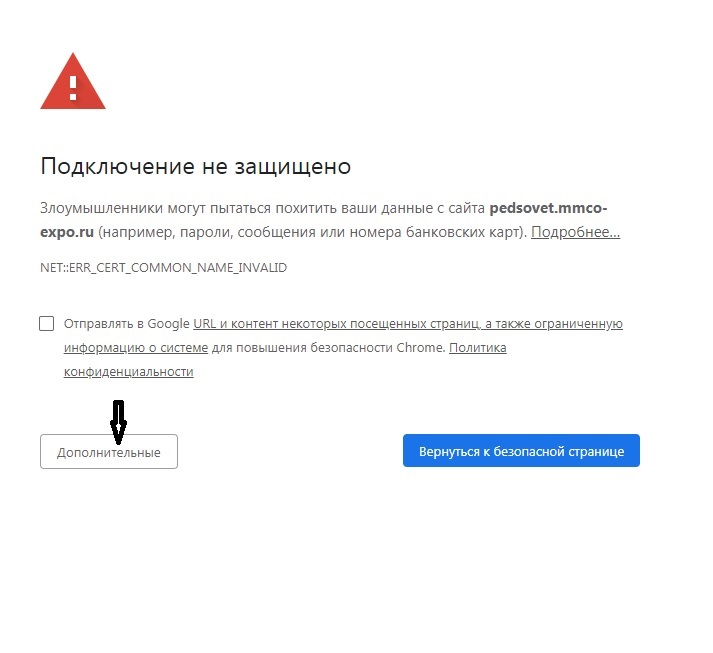 Подключение не защищено
Злоумышленники могут пытаться похитить ваши данные с сайта pedsovet.mmco-
expo.ru (например, пароли, сообщения или номера банковских карт). Подробнее...
NET::ERR_CERT_COMMON_NAME_INVALID
Отправлять в Google URL и контент некоторых посещенных страниц, а также ограниченную
информацию о системе для повышения безопасности Chrome. Политика
конфиденциальности
Дополнительные
Вернуться к безопасной странице